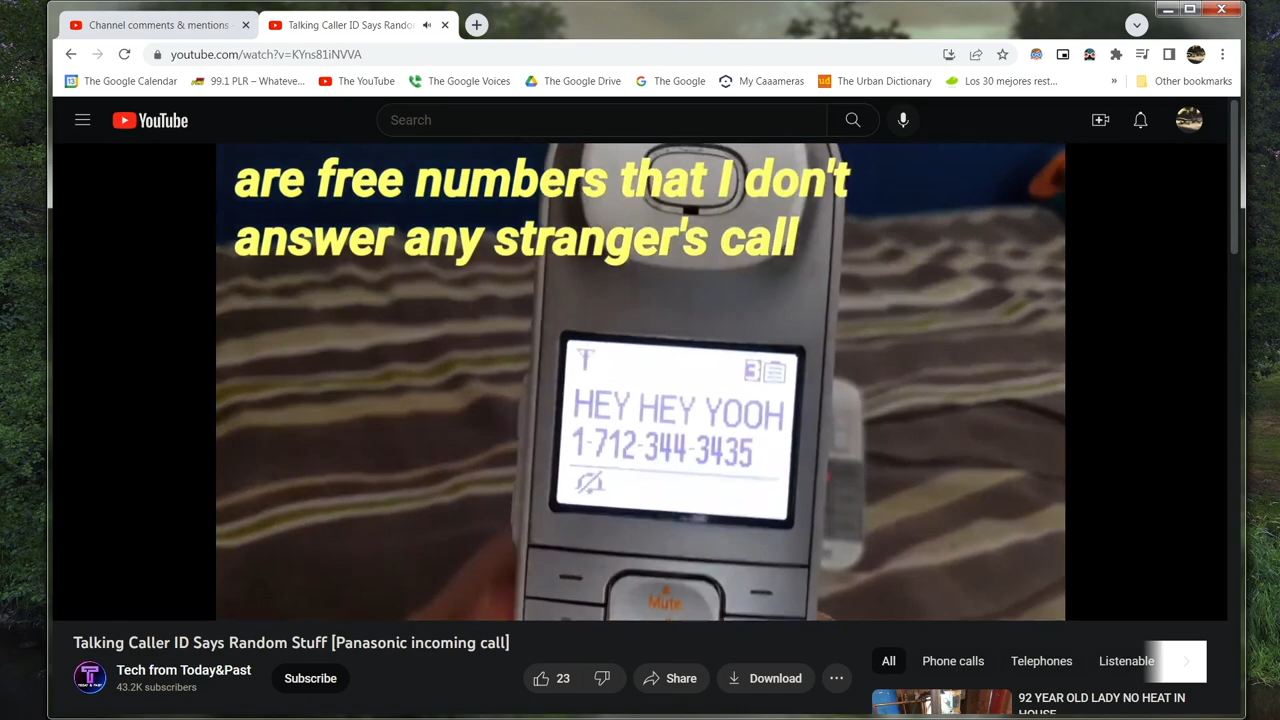 Channel comments & mentions
Talking Caller ID Says Randor
youtube.com/watch?v=KYns81iNVVA
The Google Calendar
99.1 PLR – Whateve...
The YouTube
The Google Voices
The Google Drive
The Google
My Caaameras
The Urban Dictionary
Los 30 mejores rest...
»
Other bookmarks
YouTube
Search
are free numbers that I don't
answer any stranger's call
3
HEY HEY YOOH
1-712-344-3435
Mute
Talking Caller ID Says Random Stuff [Panasonic incoming call]
Tech from Today&Past
43.2K subscribers
Subscribe
23
Share
Download
All
Phone calls
Telephones
Listenable
92 YEAR OLD LADY NO HEAT IN
HOUSE